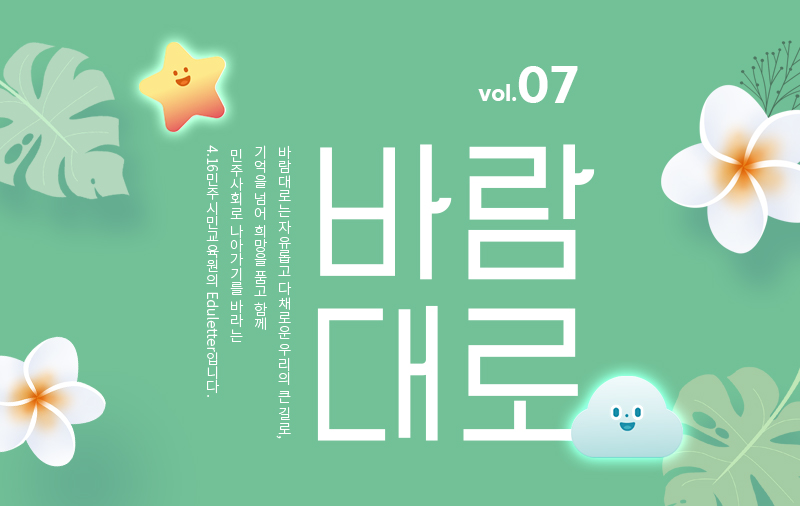 vol.07
바람
대로
바람대로는 자유롭고 다채로운 우리의 큰 길로,
기억을 넘어 희망을 품고 함께
민주사회로 나아가기를 바라는
4.16민주시민교육원의 Eduletter입니다.